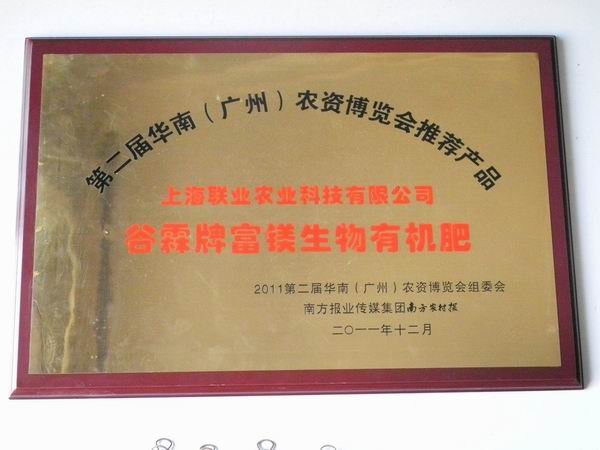 第二届华南（广州）农资博览会推荐产品
上海联业农业科技有限公司
谷霖牌富镁生物有机肥
2011第二届华南（广州）农资博览会组委会
南方报业传媒集团南方农村报
二〇一一年十二月